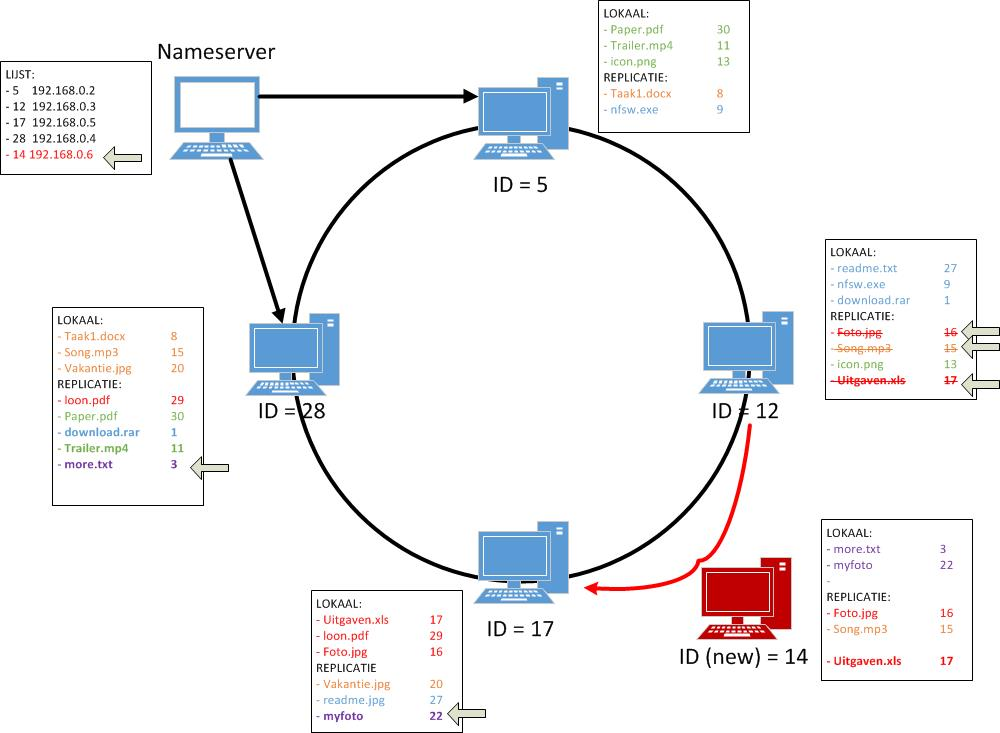 Nameserver
LIJST:
- 5 192.168.0.2
- 12 192.168.0.3
- 17 192.168.0.5
- 28 192.168.0.4
- 14 192.168.0.6
LOKAAL:
- Paper.pdf 30
- Trailer.mp4 11
- icon.png 13
REPLICATIE:
- Taak1.docx 8
- nfsw.exe 9
ID = 5
LOKAAL:
- readme.txt 27
- nfsw.exe 9
- download.rar 1
REPLICATIE:
- Foto.jpg 16
- Song.mp3 15
- icon.png 13
- Uitgaven.xls 17
ID = 12
LOKAAL:
- Taak1.docx 8
- Song.mp3 15
- Vakantie.jpg 20
REPLICATIE:
- loon.pdf 29
- Paper.pdf 30
- download.rar 1
- Trailer.mp4 11
- more.txt 3
ID = 28
LOKAAL:
- more.txt 3
- myfoto 22
-
REPLICATIE:
- Foto.jpg 16
- Song.mp3 15
- Uitgaven.xls 17
ID (new) = 14
LOKAAL:
- Uitgaven.xls 17
- loon.pdf 29
- Foto.jpg 16
REPLICATIE
- Vakantie.jpg 20
- readme.txt 27
- myfoto 22
ID = 17